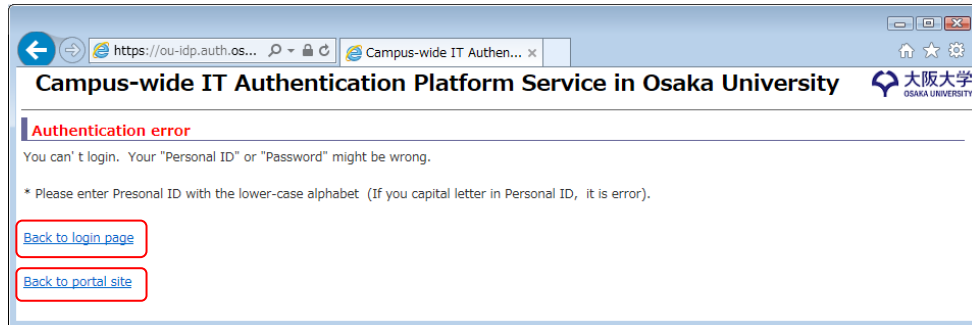 https://ou-idp.auth.os...
Campus-wide IT Authen...
Campus-wide IT Authentication Platform Service in Osaka University
大阪大学
OSAKA UNIVERSITY
Authentication error
You can' t login. Your "Personal ID" or "Password" might be wrong.
* Please enter Presonal ID with the lower-case alphabet (If you capital letter in Personal ID, it is error).
Back to login page
Back to portal site